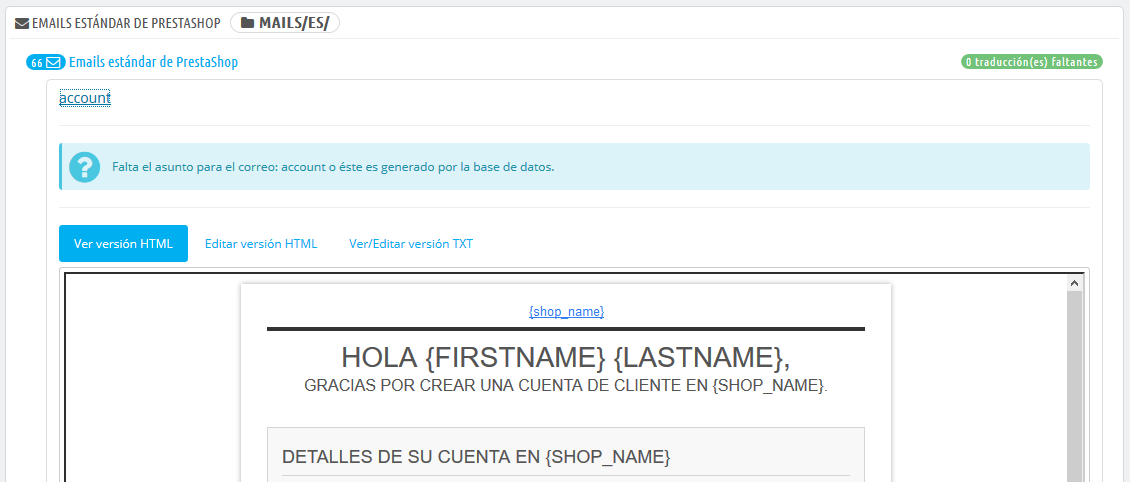 EMAILS ESTÁNDAR DE PRESTASHOP MAILS/ES/
66 Emails estándar de PrestaShop 0 traducción(es) faltantes
account
Falta el asunto para el correo: account o éste es generado por la base de datos.
Ver versión HTML Editar versión HTML Ver/Editar versión TXT
{shop_name}
HOLA {FIRSTNAME} {LASTNAME},
GRACIAS POR CREAR UNA CUENTA DE CLIENTE EN {SHOP_NAME}.
DETALLES DE SU CUENTA EN {SHOP_NAME}